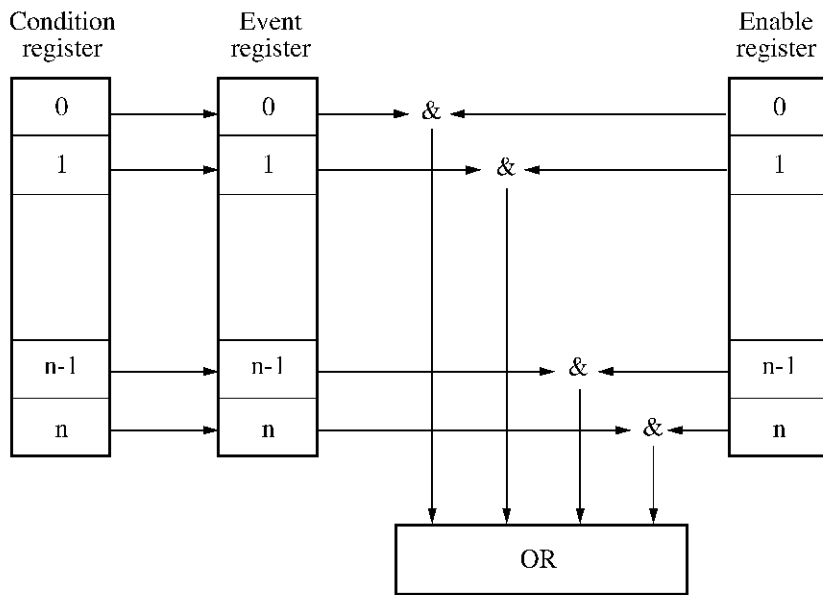 Condition
register
Event
register
Enable
register
0
0
&
0
1
1
&
1
n-1
n-1
&
n-1
n
n
&
n
OR